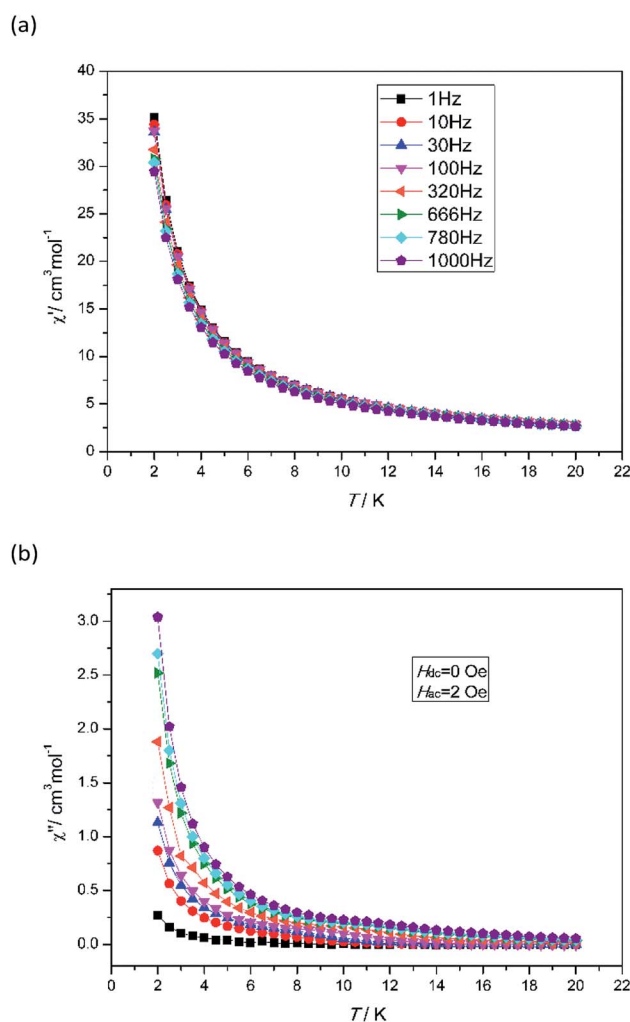 (a)
40
35
30
25
20
15
10
5
0
χ'/ cm³mol⁻¹
1Hz
10Hz
30Hz
100Hz
320Hz
666Hz
780Hz
1000Hz
0 2 4 6 8 10 12 14 16 18 20 22
T / K
(b)
3.0
2.5
2.0
1.5
1.0
0.5
0.0
χ"/ cm³mol⁻¹
Hdc=0 Oe
Hac=2 Oe
0 2 4 6 8 10 12 14 16 18 20 22
T / K